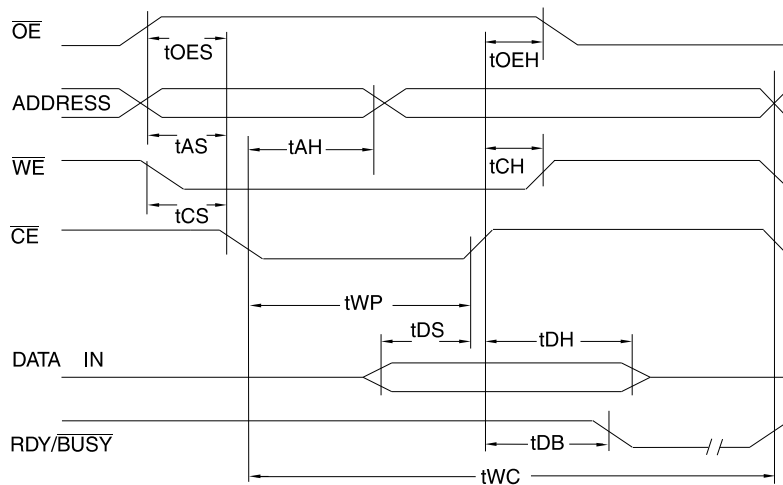 OE
tOES
tOEH
ADDRESS
tAS
tAH
WE
tCH
tCS
CE
tWP
tDS
tDH
DATA IN
RDY/BUSY
tDB
tWC